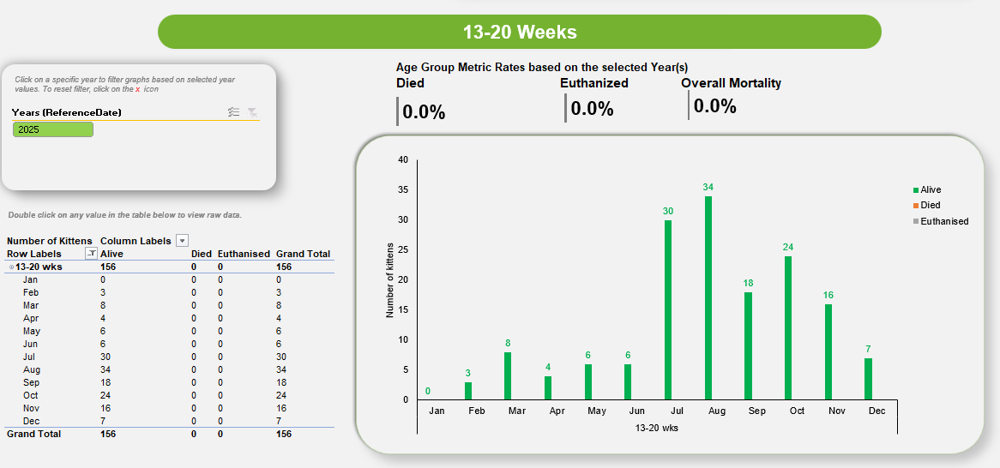 13-20 Weeks
Click on a specific year to filter graphs based on selected year
values. To reset filter, click on the x icon
Years (ReferenceDate)
2025
Age Group Metric Rates based on the selected Year(s)
Died Euthanized Overall Mortality
0.0% 0.0% 0.0%
Double click on any value in the table below to view raw data.
Number of Kittens Column Labels
Row Labels Alive Died Euthanised Grand Total
13-20 wks 156 0 0 156
Jan 0 0 0 0
Feb 3 0 0 3
Mar 8 0 0 8
Apr 4 0 0 4
May 6 0 0 6
Jun 6 0 0 6
Jul 30 0 0 30
Aug 34 0 0 34
Sep 18 0 0 18
Oct 24 0 0 24
Nov 16 0 0 16
Dec 7 0 0 7
Grand Total 156 0 0 156
Number of kittens
40
35
30
25
20
15
10
5
0
0 3 8 4 6 6 30 34 18 24 16 7
Jan Feb Mar Apr May Jun Jul Aug Sep Oct Nov Dec
13-20 wks
Alive
Died
Euthanised